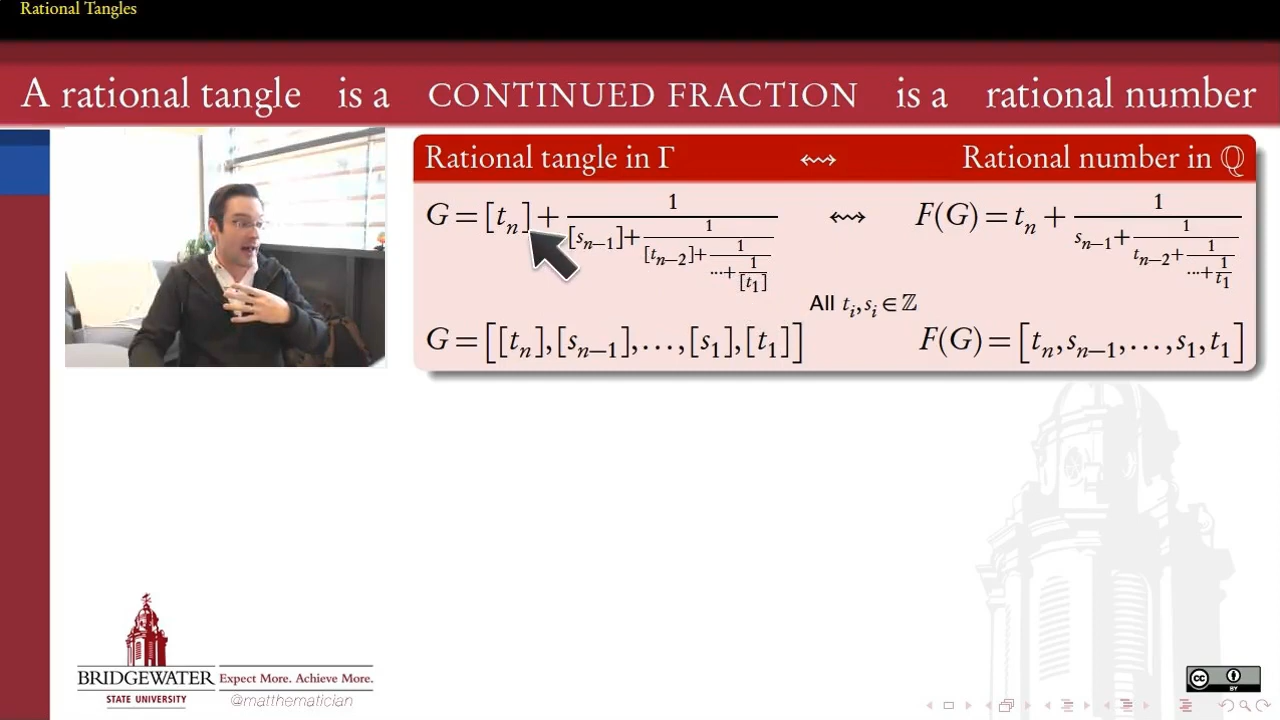 Rational Tangles
A rational tangle is a CONTINUED FRACTION is a rational number
Rational tangle in Γ ⇝ Rational number in ℚ
G = [t_n] + 1/([s_{n−1}] + 1/([t_{n−2}] + 1/(⋯ + 1/[t_1]))) ↭ F(G) = t_n + 1/(s_{n−1} + 1/(t_{n−2} + 1/(⋯ + 1/t_1)))
All t_i, s_i ∈ ℤ
G = [[t_n], [s_{n−1}], …, [s_1], [t_1]] F(G) = [t_n, s_{n−1}, …, s_1, t_1]
BRIDGEWATER Expect More. Achieve More.
STATE UNIVERSITY @matthematician
CC BY